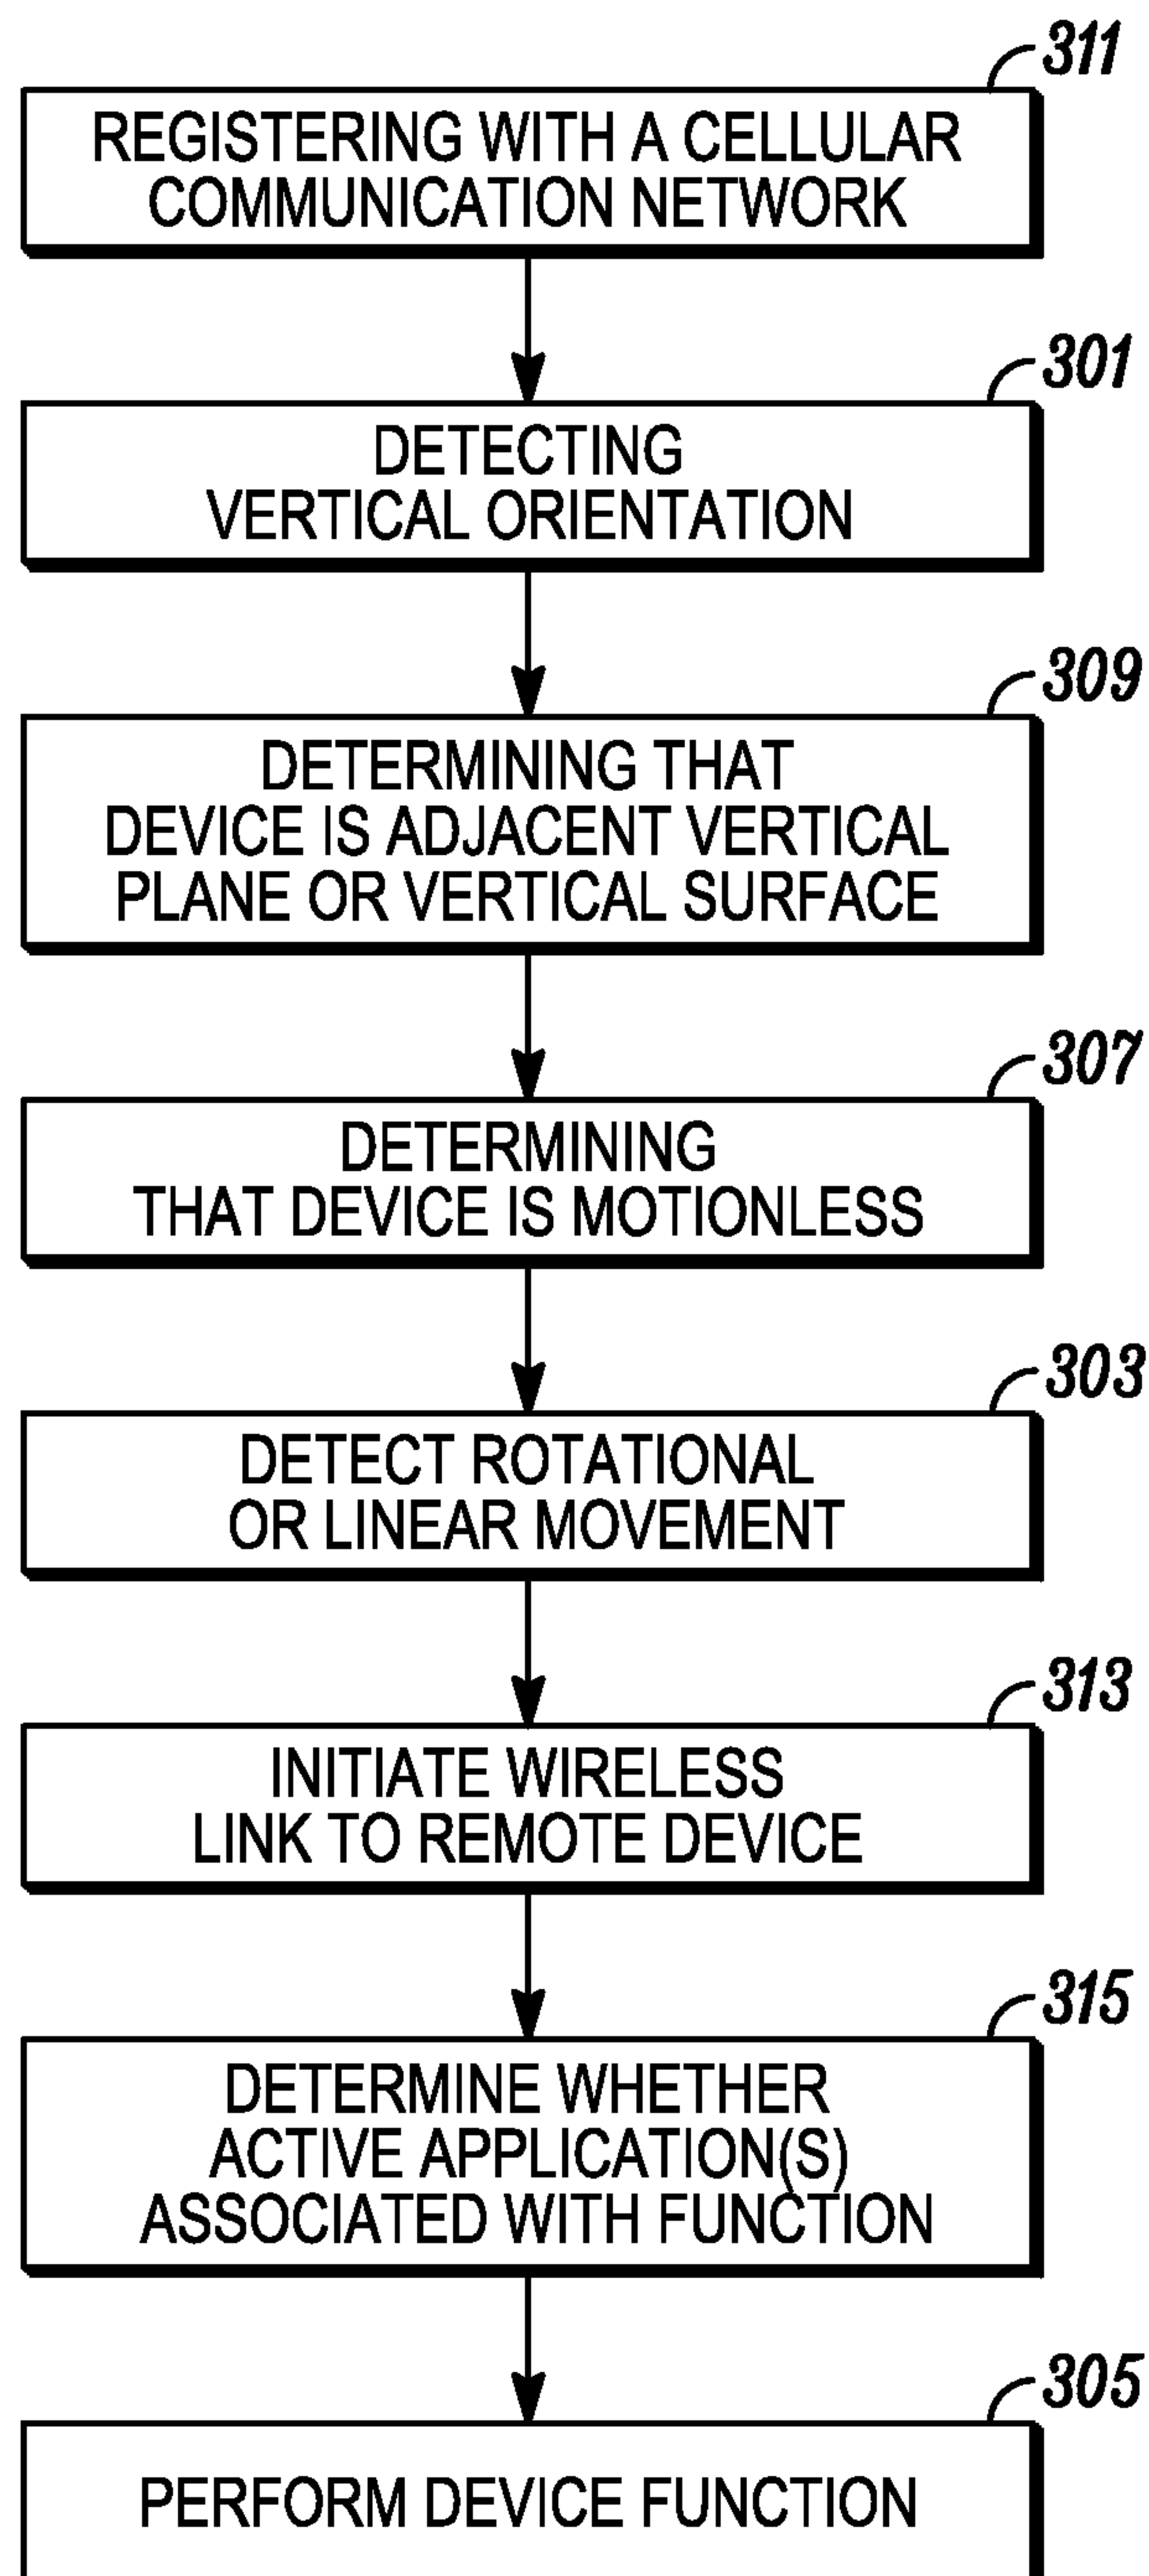 311
REGISTERING WITH A CELLULAR
COMMUNICATION NETWORK
301
DETECTING
VERTICAL ORIENTATION
309
DETERMINING THAT
DEVICE IS ADJACENT VERTICAL
PLANE OR VERTICAL SURFACE
307
DETERMINING
THAT DEVICE IS MOTIONLESS
303
DETECT ROTATIONAL
OR LINEAR MOVEMENT
313
INITIATE WIRELESS
LINK TO REMOTE DEVICE
315
DETERMINE WHETHER
ACTIVE APPLICATION(S)
ASSOCIATED WITH FUNCTION
305
PERFORM DEVICE FUNCTION